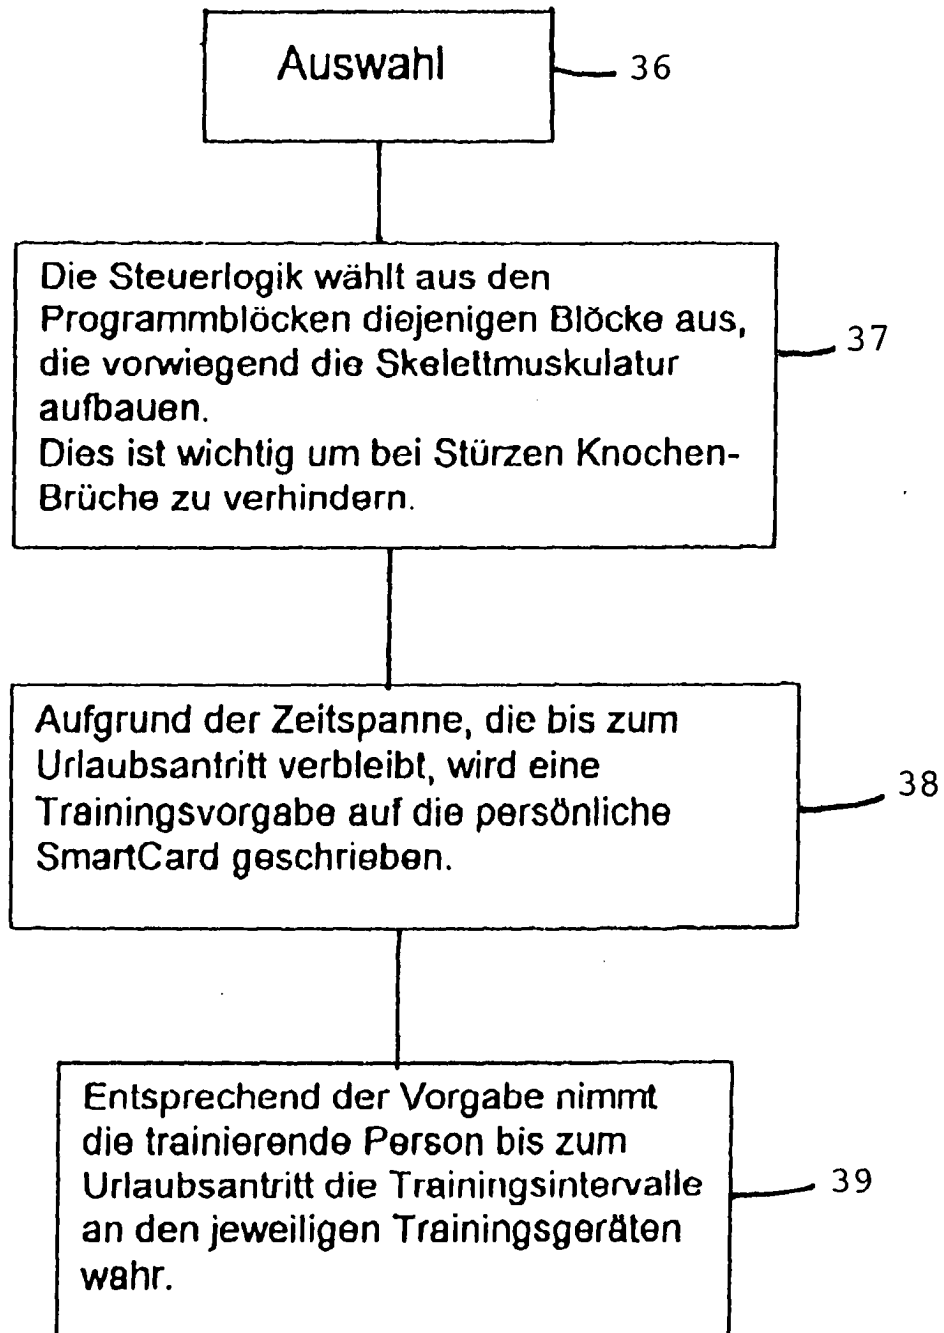 Auswahl
36
Die Steuerlogik wählt aus den
Programmblöcken diejenigen Blöcke aus,
die vorwiegend die Skelettmuskulatur
aufbauen.
Dies ist wichtig um bei Stürzen Knochen-
Brüche zu verhindern.
37
Aufgrund der Zeitspanne, die bis zum
Urlaubsantritt verbleibt, wird eine
Trainingsvorgabe auf die persönliche
SmartCard geschrieben.
38
Entsprechend der Vorgabe nimmt
die trainierende Person bis zum
Urlaubsantritt die Trainingsintervalle
an den jeweiligen Trainingsgeräten
wahr.
39